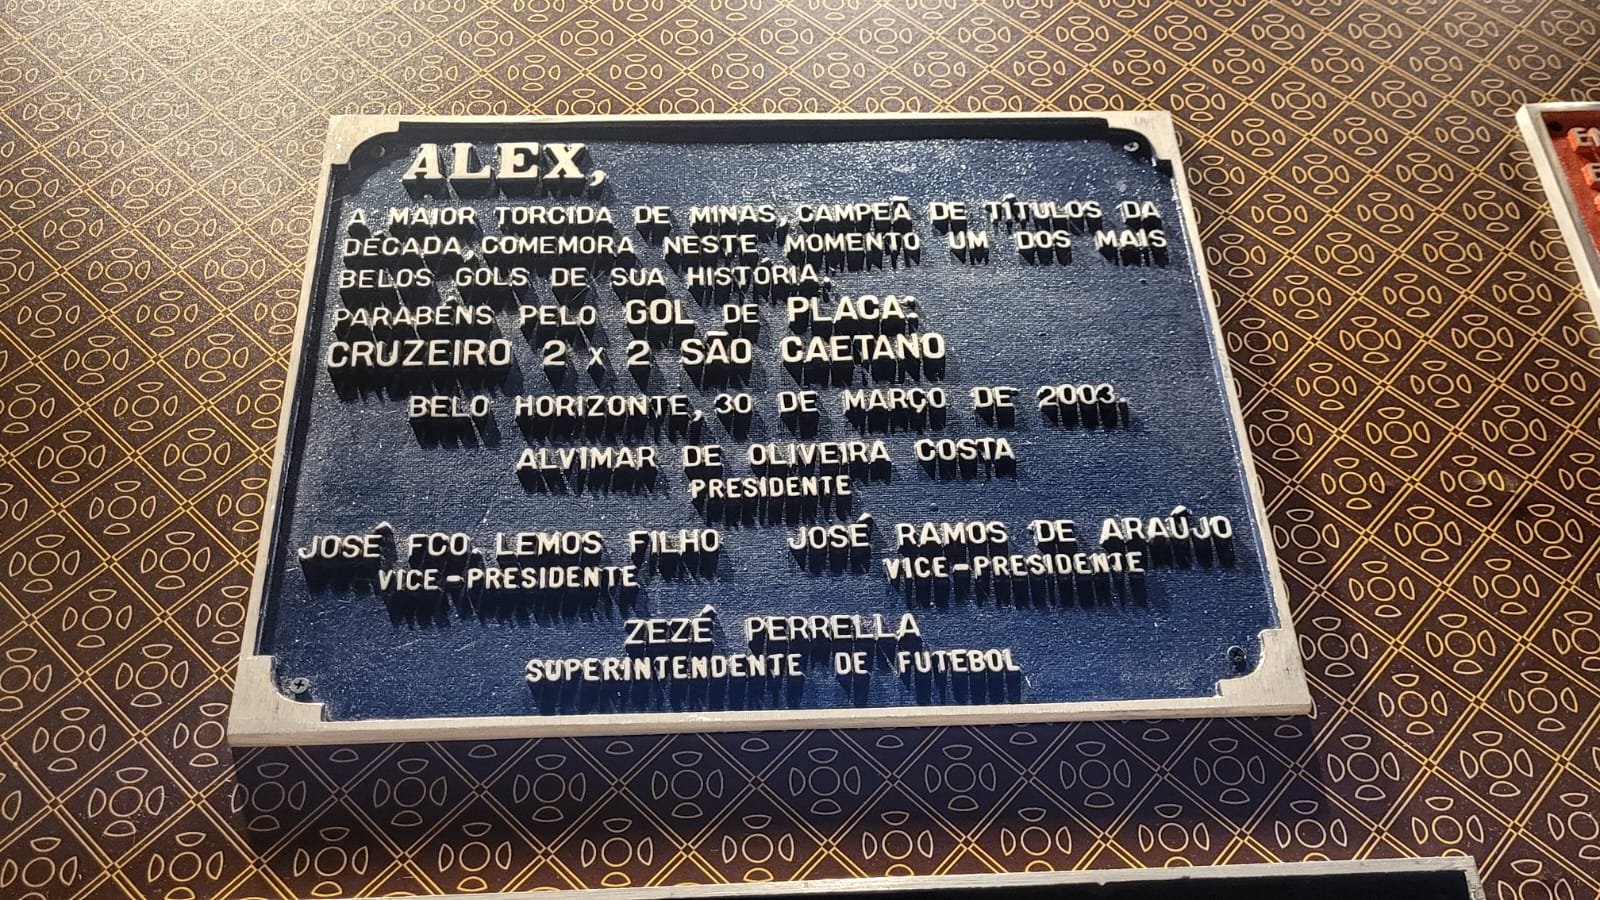 ALEX,
A MAIOR TORCIDA DE MINAS, CAMPEÃ DE TÍTULOS DA
DÉCADA, COMEMORA NESTE MOMENTO UM DOS MAIS
BELOS GOLS DE SUA HISTÓRIA.
PARABÉNS PELO GOL DE PLACA:
CRUZEIRO 2 x 2 SÃO CAETANO
BELO HORIZONTE, 30 DE MARÇO DE 2003.
ALVIMAR DE OLIVEIRA COSTA
PRESIDENTE
JOSÉ FCO. LEMOS FILHO JOSÉ RAMOS DE ARAÚJO
VICE-PRESIDENTE VICE-PRESIDENTE
ZEZÉ PERRELLA
SUPERINTENDENTE DE FUTEBOL